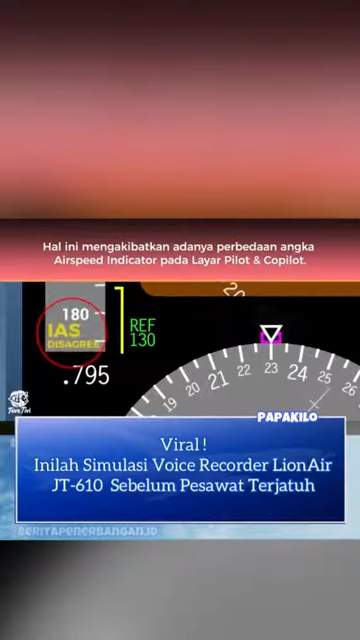 Hal ini mengakibatkan adanya perbedaan angka
Airspeed Indicator pada Layar Pilot & Copilot.
20
180
IAS
DISAGREE
REF
130
.795
19
20
21
22
23
24
25
26
TiroTiri
PAPAKILO
Viral !
Inilah Simulasi Voice Recorder LionAir
JT-610 Sebelum Pesawat Terjatuh
BERITAPENERBANGAN.ID